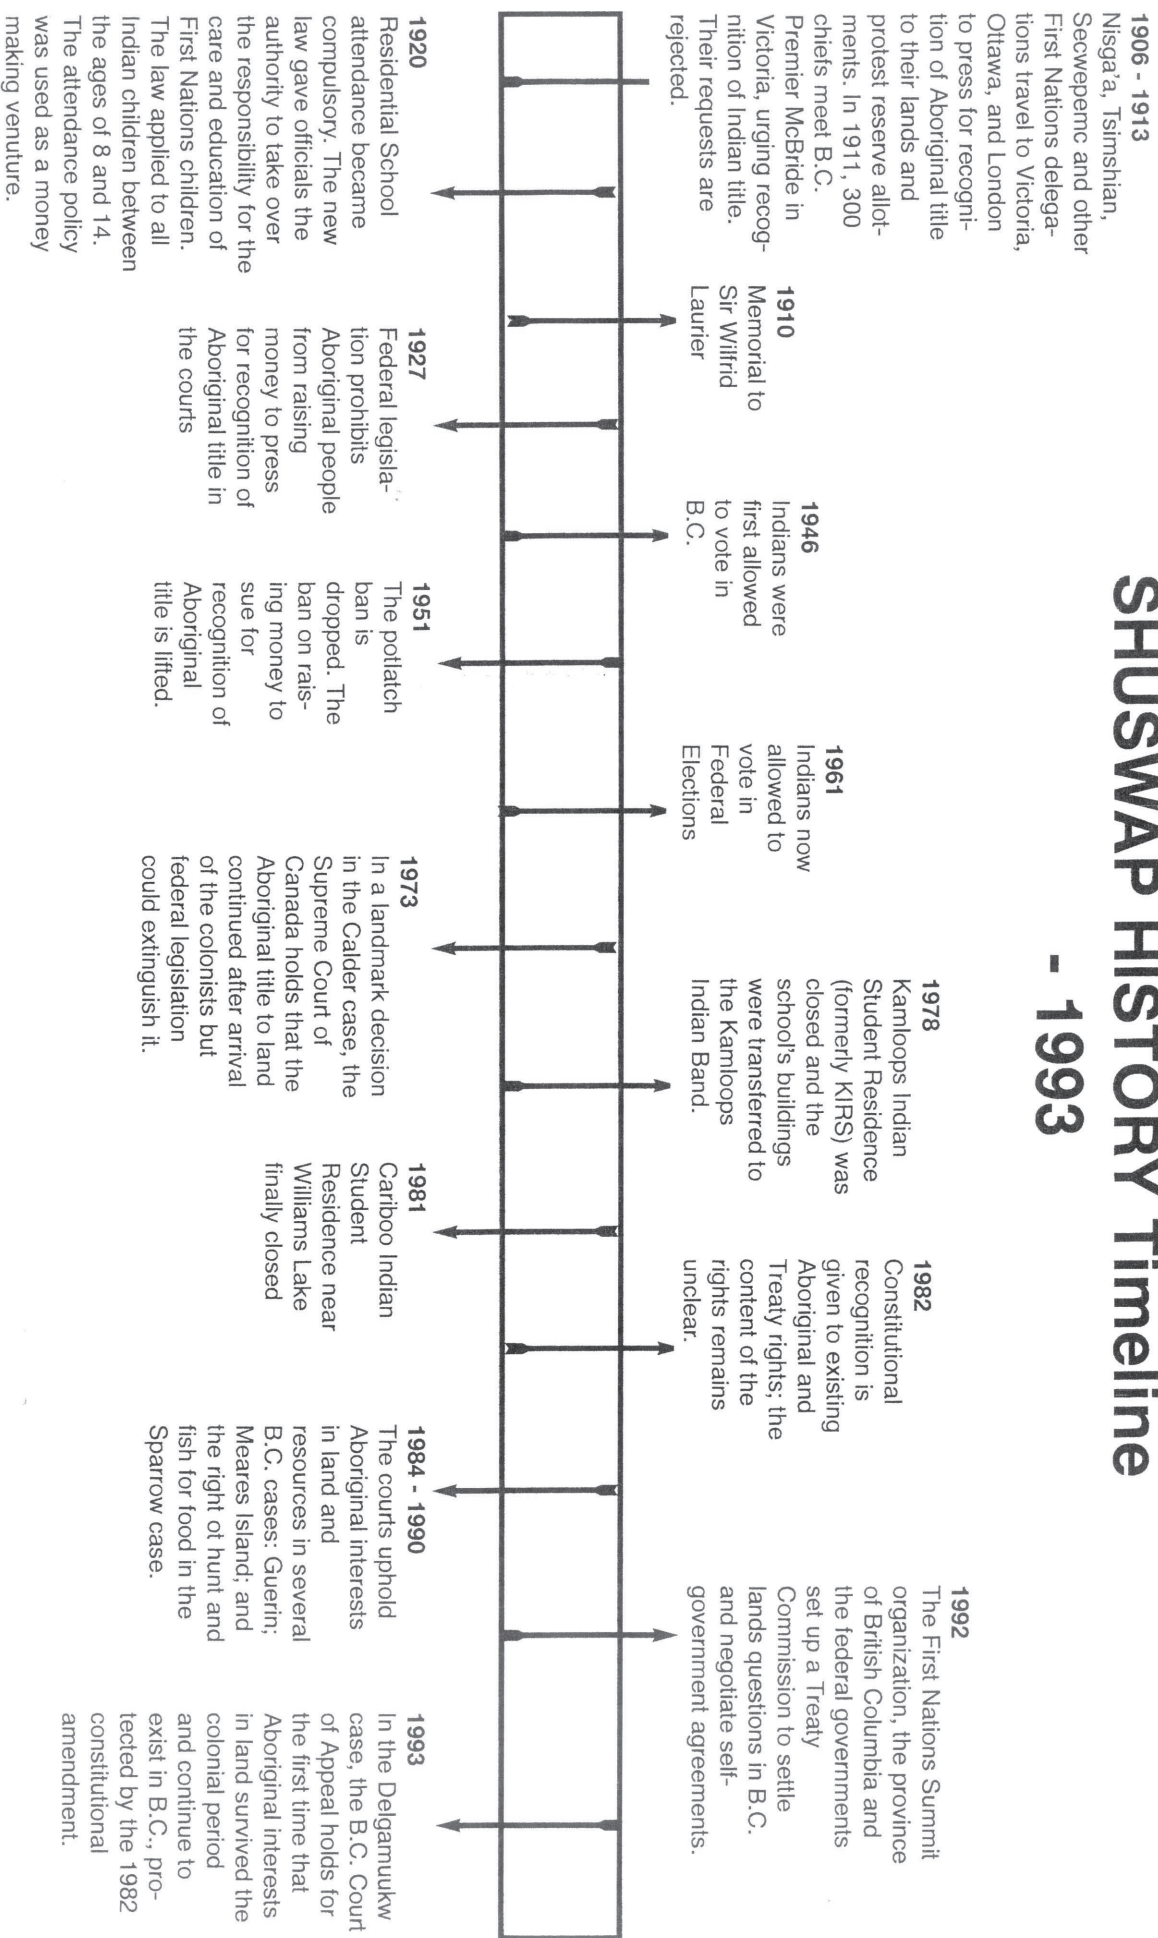 SHUSWAP HISTORY Timeline
- 1993
1906 - 1913
Nisga'a, Tsimshian,
Secwepemc and other
First Nations delega-
tions travel to Victoria,
Ottawa, and London
to press for recogni-
tion of Aboriginal title
to their lands and
protest reserve allot-
ments. In 1911, 300
chiefs meet B.C.
Premier McBride in
Victoria, urging recog-
nition of Indian title.
Their requests are
rejected.
1910
Memorial to
Sir Wilfrid
Laurier
1946
Indians were
first allowed
to vote in
B.C.
1961
Indians now
allowed to
vote in
Federal
Elections
1978
Kamloops Indian
Student Residence
(formerly KIRS) was
closed and the
school's buildings
were transferred to
the Kamloops
Indian Band.
1982
Constitutional
recognition is
given to existing
Aboriginal and
Treaty rights; the
content of the
rights remains
unclear.
1992
The First Nations Summit
organization, the province
of British Columbia and
the federal governments
set up a Treaty
Commission to settle
lands questions in B.C.
and negotiate self-
government agreements.
1920
Residential School
attendance became
compulsory. The new
law gave officials the
authority to take over
the responsibility for the
care and education of
First Nations children.
The law applied to all
Indian children between
the ages of 8 and 14.
The attendance policy
was used as a money
making venuture.
1927
Federal legisla-
tion prohibits
Aboriginal people
from raising
money to press
for recognition of
Aboriginal title in
the courts
1951
The potlatch
ban is
dropped. The
ban on rais-
ing money to
sue for
recognition of
Aboriginal
title is lifted.
1973
In a landmark decision
in the Calder case, the
Supreme Court of
Canada holds that the
Aboriginal title to land
continued after arrival
of the colonists but
federal legislation
could extinguish it.
1981
Cariboo Indian
Student
Residence near
Williams Lake
finally closed
1984 - 1990
The courts uphold
Aboriginal interests
in land and
resources in several
B.C. cases: Guerin;
Meares Island; and
the right ot hunt and
fish for food in the
Sparrow case.
1993
In the Delgamuukw
case, the B.C. Court
of Appeal holds for
the first time that
Aboriginal interests
in land survived the
colonial period
and continue to
exist in B.C., pro-
tected by the 1982
constitutional
amendment.